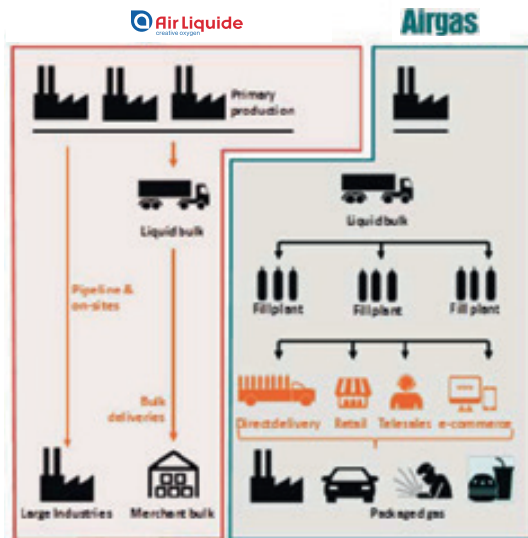 Air Liquide
creative oxygen
Airgas
Primary
production
Liquid bulk
Liquid bulk
Pipeline &
on-sites
Fill plant
Fill plant
Fill plant
Bulk
deliveries
Direct delivery
Retail
Telesales
e-commerce
Large Industries
Merchant bulk
Packaged gas